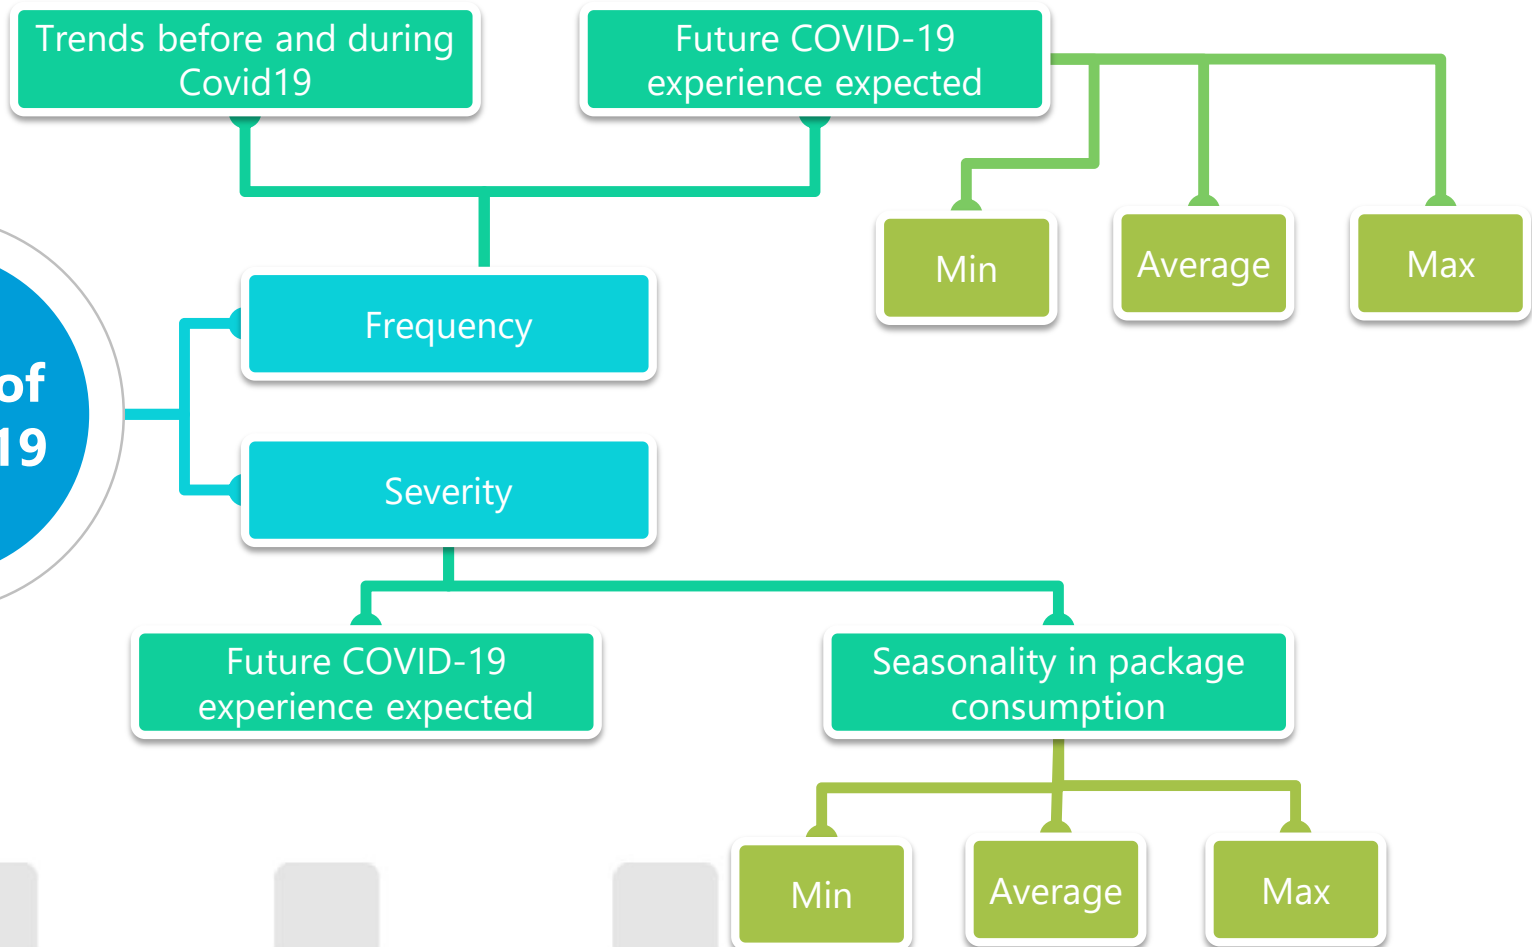 Trends before and during
Covid19
Future COVID-19
experience expected
Min
Average
Max
Frequency
of
19
Severity
Future COVID-19
experience expected
Seasonality in package
consumption
Min
Average
Max